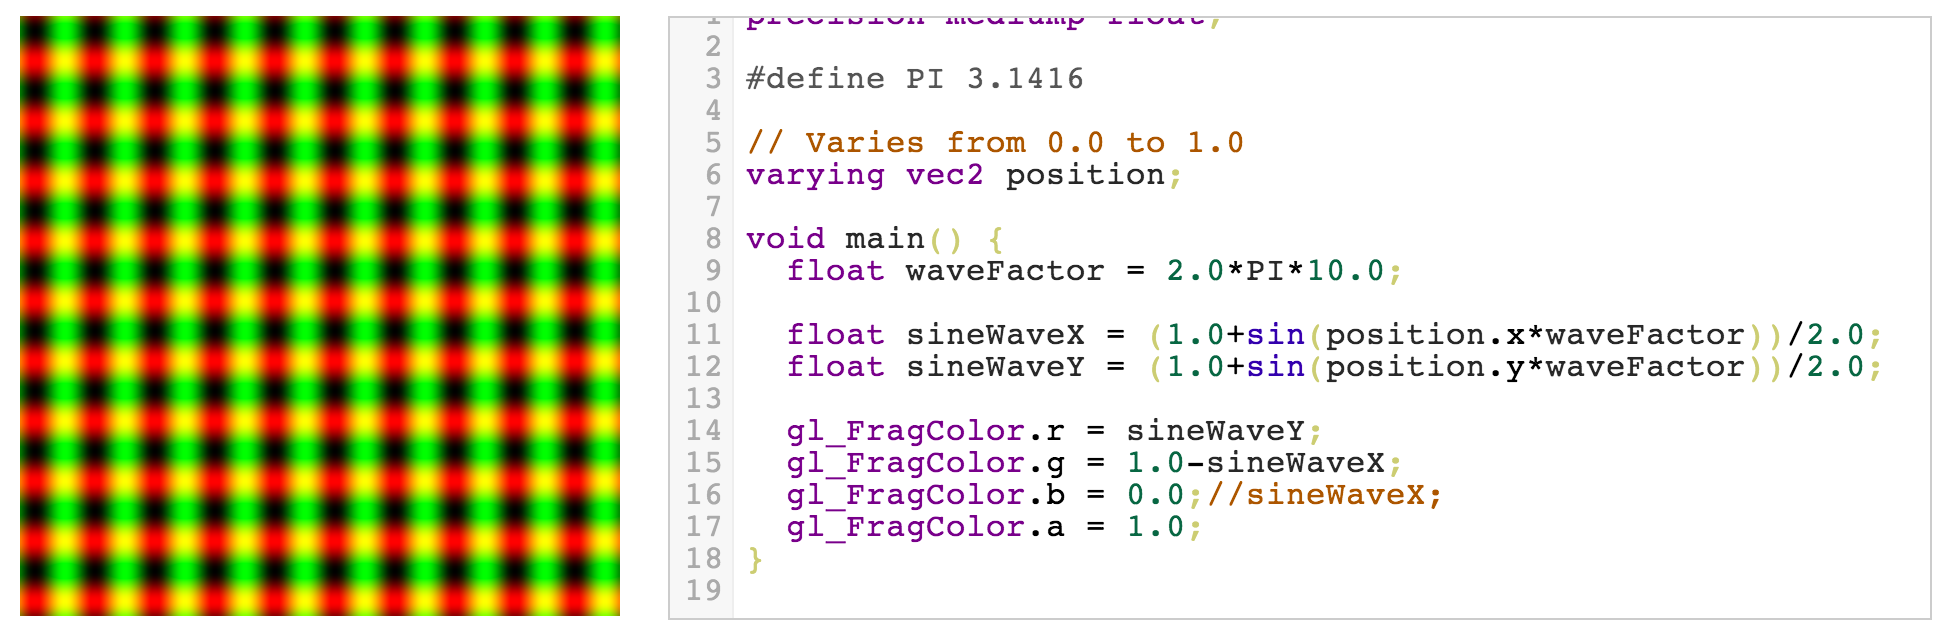 1 precision mediump float;
2
3 #define PI 3.1416
4
5 // Varies from 0.0 to 1.0
6 varying vec2 position;
7
8 void main() {
9   float waveFactor = 2.0*PI*10.0;
10
11   float sineWaveX = (1.0+sin(position.x*waveFactor))/2.0;
12   float sineWaveY = (1.0+sin(position.y*waveFactor))/2.0;
13
14   gl_FragColor.r = sineWaveY;
15   gl_FragColor.g = 1.0-sineWaveX;
16   gl_FragColor.b = 0.0;//sineWaveX;
17   gl_FragColor.a = 1.0;
18 }
19